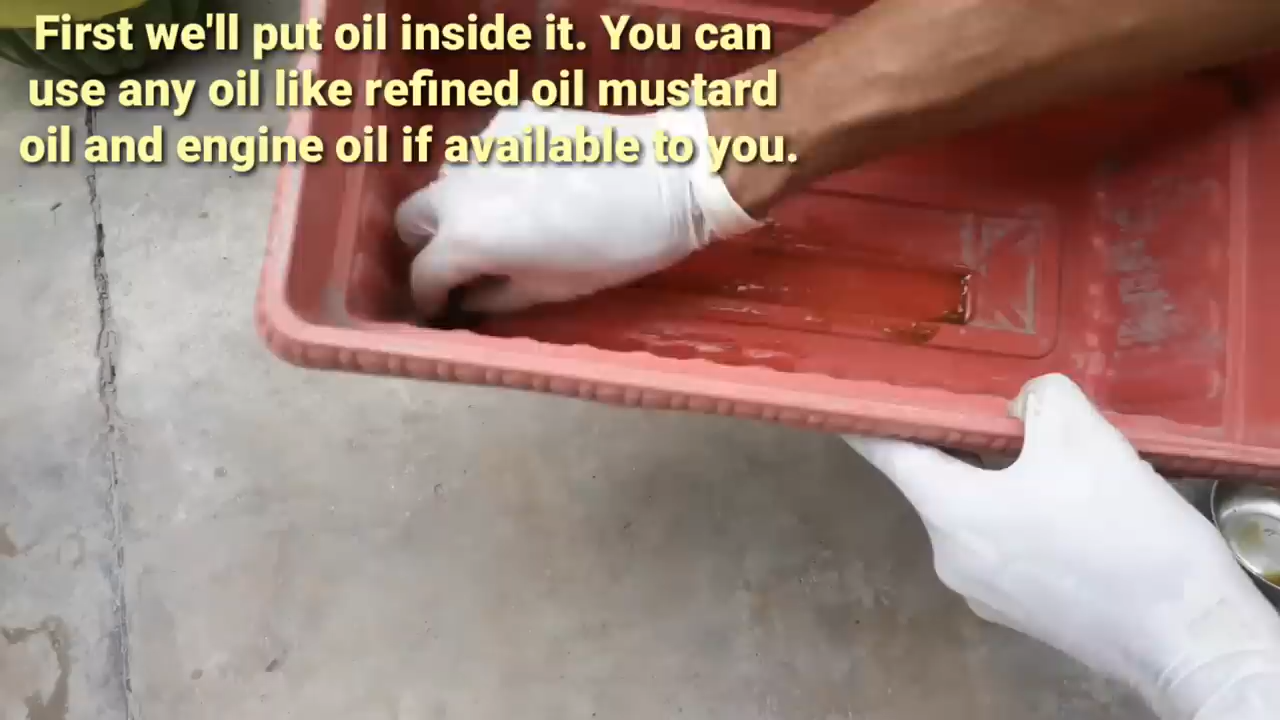 First we'll put oil inside it. You can
use any oil like refined oil mustard
oil and engine oil if available to you.